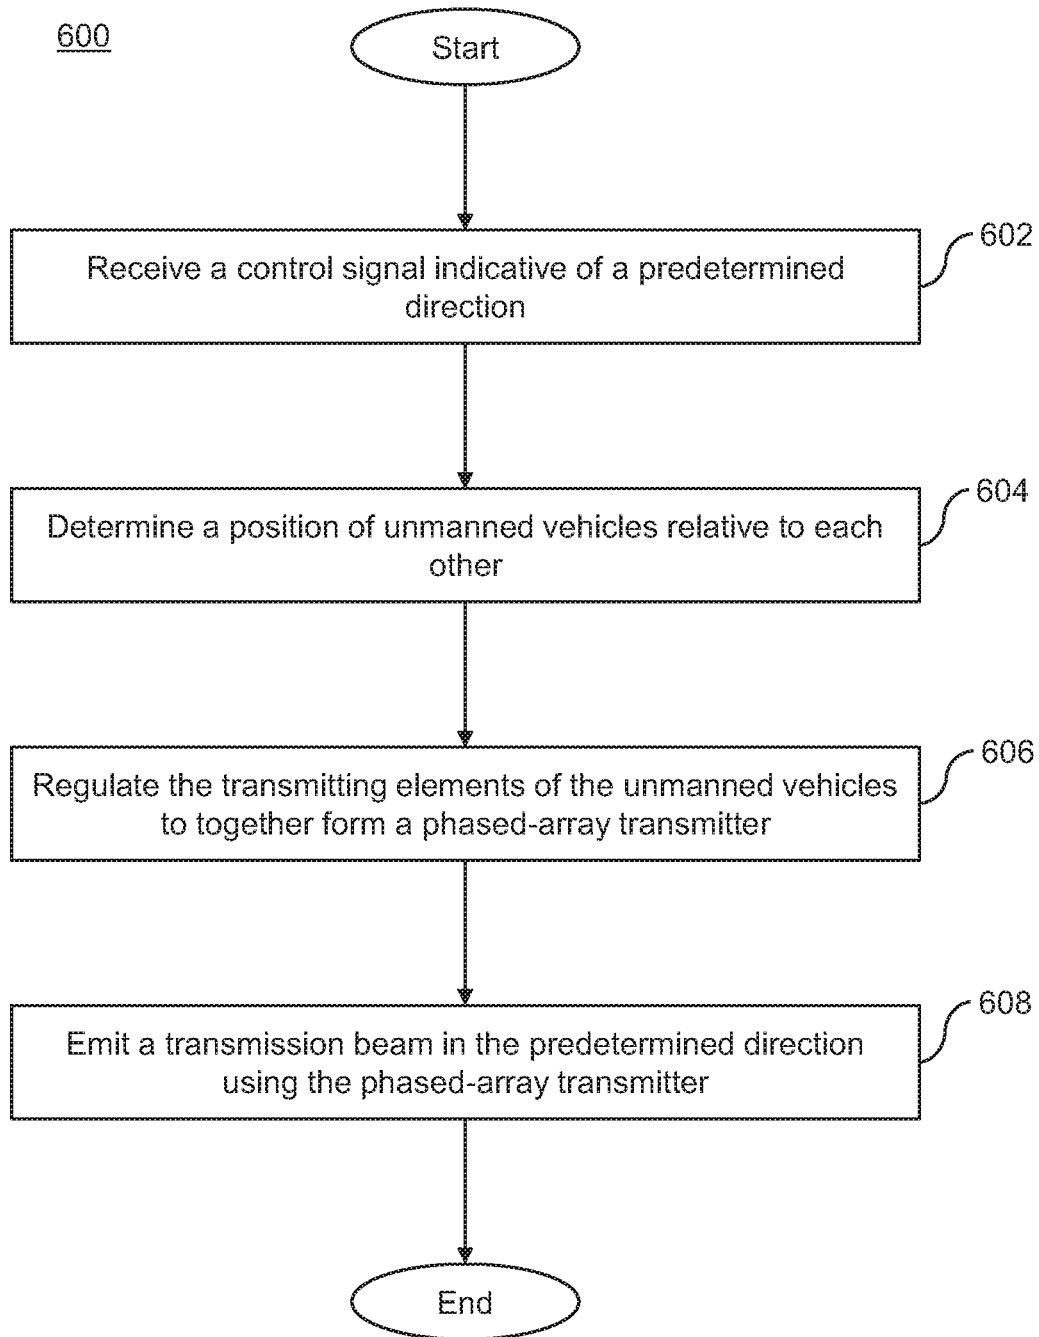 600
Start
602
Receive a control signal indicative of a predetermined
direction
604
Determine a position of unmanned vehicles relative to each
other
606
Regulate the transmitting elements of the unmanned vehicles
to together form a phased-array transmitter
608
Emit a transmission beam in the predetermined direction
using the phased-array transmitter
End